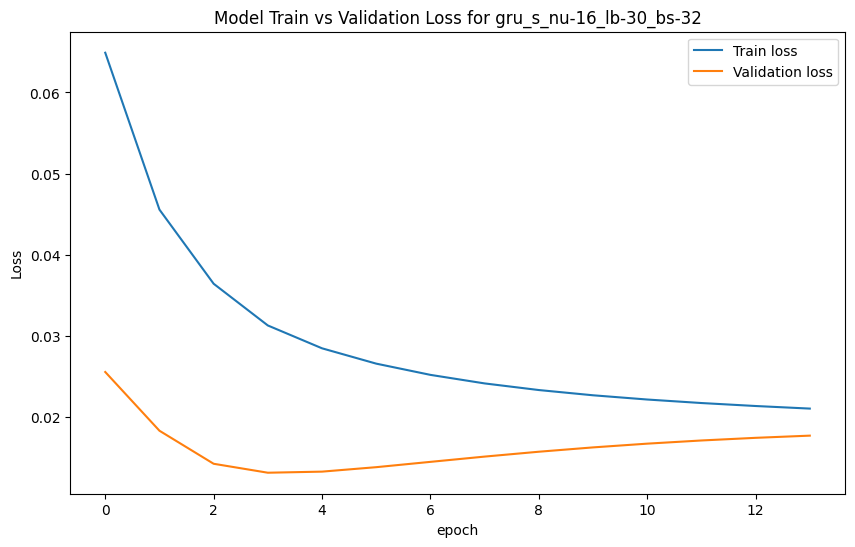 Model Train vs Validation Loss for gru_s_nu-16_lb-30_bs-32
Train loss
Validation loss
0.06
0.05
0.04
0.03
0.02
Loss
0 2 4 6 8 10 12
epoch